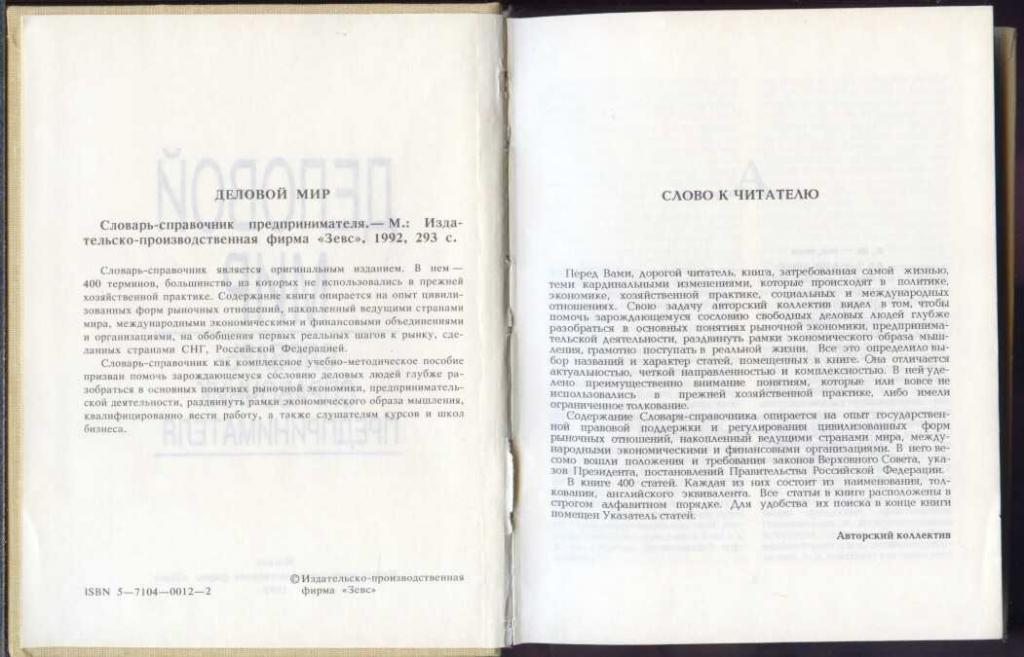 ДЕЛОВОЙ МИР
Словарь-справочник предпринимателя.— М.: Изда-
тельско-производственная фирма «Зевс», 1992, 293 с.
Словарь-справочник является оригинальным изданием. В нем —
400 терминов, большинство из которых не использовались в прежней
хозяйственной практике. Содержание книги опирается на опыт цивили-
зованных форм рыночных отношений, накопленный ведущими странами
мира, международными экономическими и финансовыми объединениями
и организациями, на обобщения первых реальных шагов к рынку, сде-
ланных странами СНГ, Российской Федерацией.
Словарь-справочник как комплексное учебно-методическое пособие
призван помочь зарождающемуся сословию деловых людей глубже ра-
зобраться в основных понятиях рыночной экономики, предприниматель-
ской деятельности, раздвинуть рамки экономического образа мышления,
квалифицированно вести работу, а также слушателям курсов и школ
бизнеса.
© Издательско-производственная
фирма «Зевс»
ISBN 5—7104—0012—2
СЛОВО К ЧИТАТЕЛЮ
Перед Вами, дорогой читатель, книга, затребованная самой жизнью,
теми кардинальными изменениями, которые происходят в политике,
экономике, хозяйственной практике, социальных и международных
отношениях. Свою задачу авторский коллектив видел в том, чтобы
помочь зарождающемуся сословию свободных деловых людей глубже
разобраться в основных понятиях рыночной экономики, предпринима-
тельской деятельности, раздвинуть рамки экономического образа мыш-
ления, грамотно поступать в реальной жизни. Все это определило вы-
бор названий и характер статей, помещенных в книге. Она отличается
актуальностью, четкой направленностью и комплексностью. В ней уде-
лено преимущественно внимание понятиям, которые или вовсе не
использовались в прежней хозяйственной практике, либо имели
ограниченное толкование.
Содержание Словаря-справочника опирается на опыт государствен-
ной правовой поддержки и регулирования цивилизованных форм
рыночных отношений, накопленный ведущими странами мира, между-
народными экономическими и финансовыми организациями. В него ве-
сомо вошли положения и требования законов Верховного Совета, ука-
зов Президента, постановлений Правительства Российской Федерации.
В книге 400 статей. Каждая из них состоит из наименования, тол-
кования, английского эквивалента. Все статьи в книге расположены в
строгом алфавитном порядке. Для удобства их поиска в конце книги
помещен Указатель статей.
Авторский коллектив